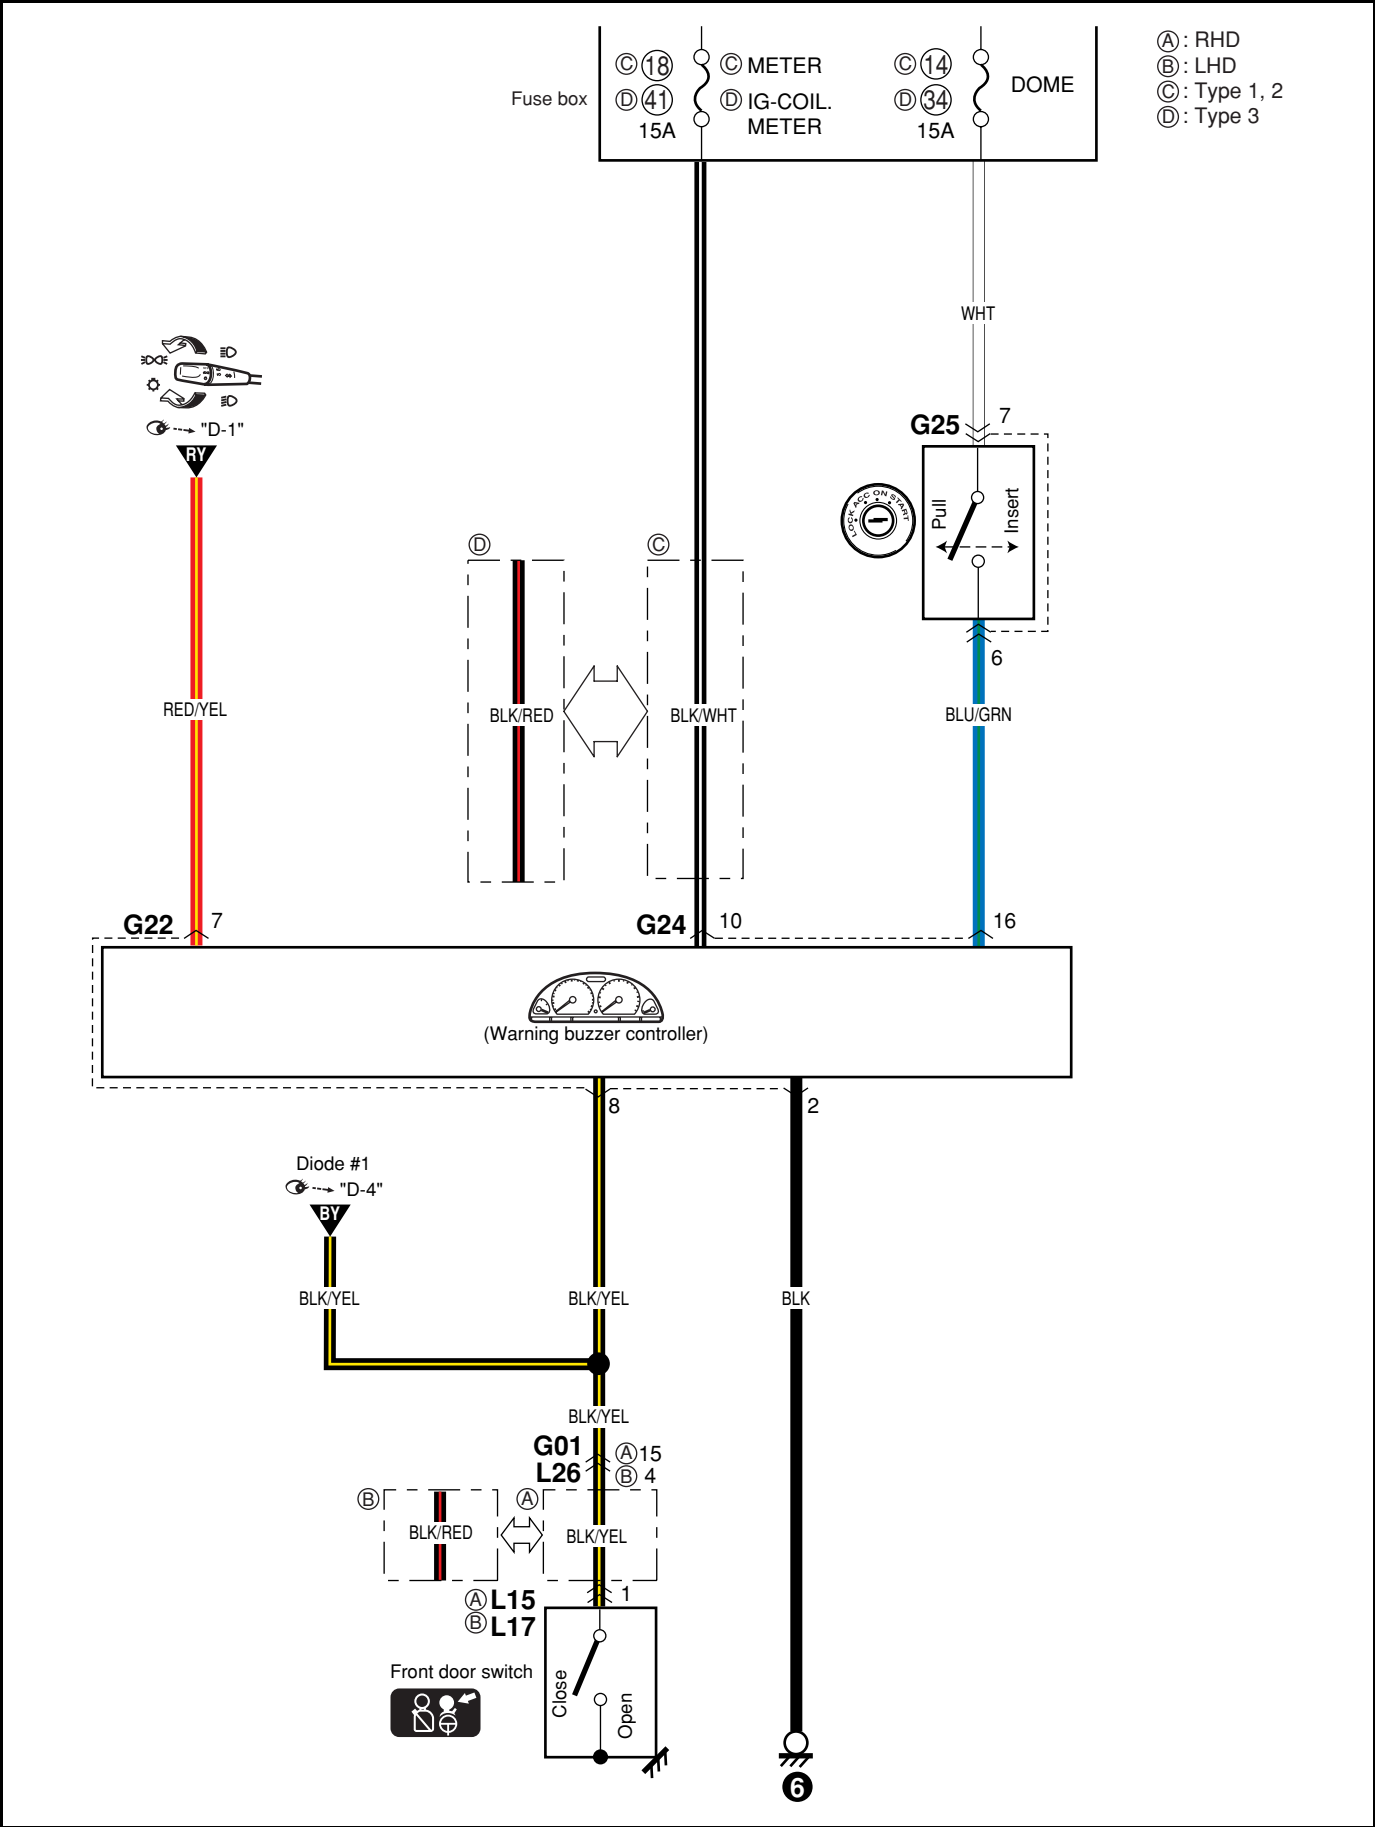 Ⓐ: RHD
Ⓑ: LHD
Ⓒ: Type 1, 2
Ⓓ: Type 3
Fuse box
Ⓒ 18 Ⓒ METER
Ⓓ 41 Ⓓ IG-COIL.
METER
15A
Ⓒ 14
Ⓓ 34
15A
DOME
WHT
"D-1"
RY
G25 7
LOCK ACC ON START
Pull
Insert
Ⓓ
Ⓒ
6
RED/YEL
BLK/RED
BLK/WHT
BLU/GRN
G22 7
G24 10
16
(Warning buzzer controller)
8
2
Diode #1
"D-4"
BY
BLK/YEL
BLK/YEL
BLK
BLK/YEL
G01
L26
Ⓐ15
Ⓑ 4
Ⓑ
Ⓐ
BLK/RED
BLK/YEL
Ⓐ L15
Ⓑ L17
1
Front door switch
Close
Open
6